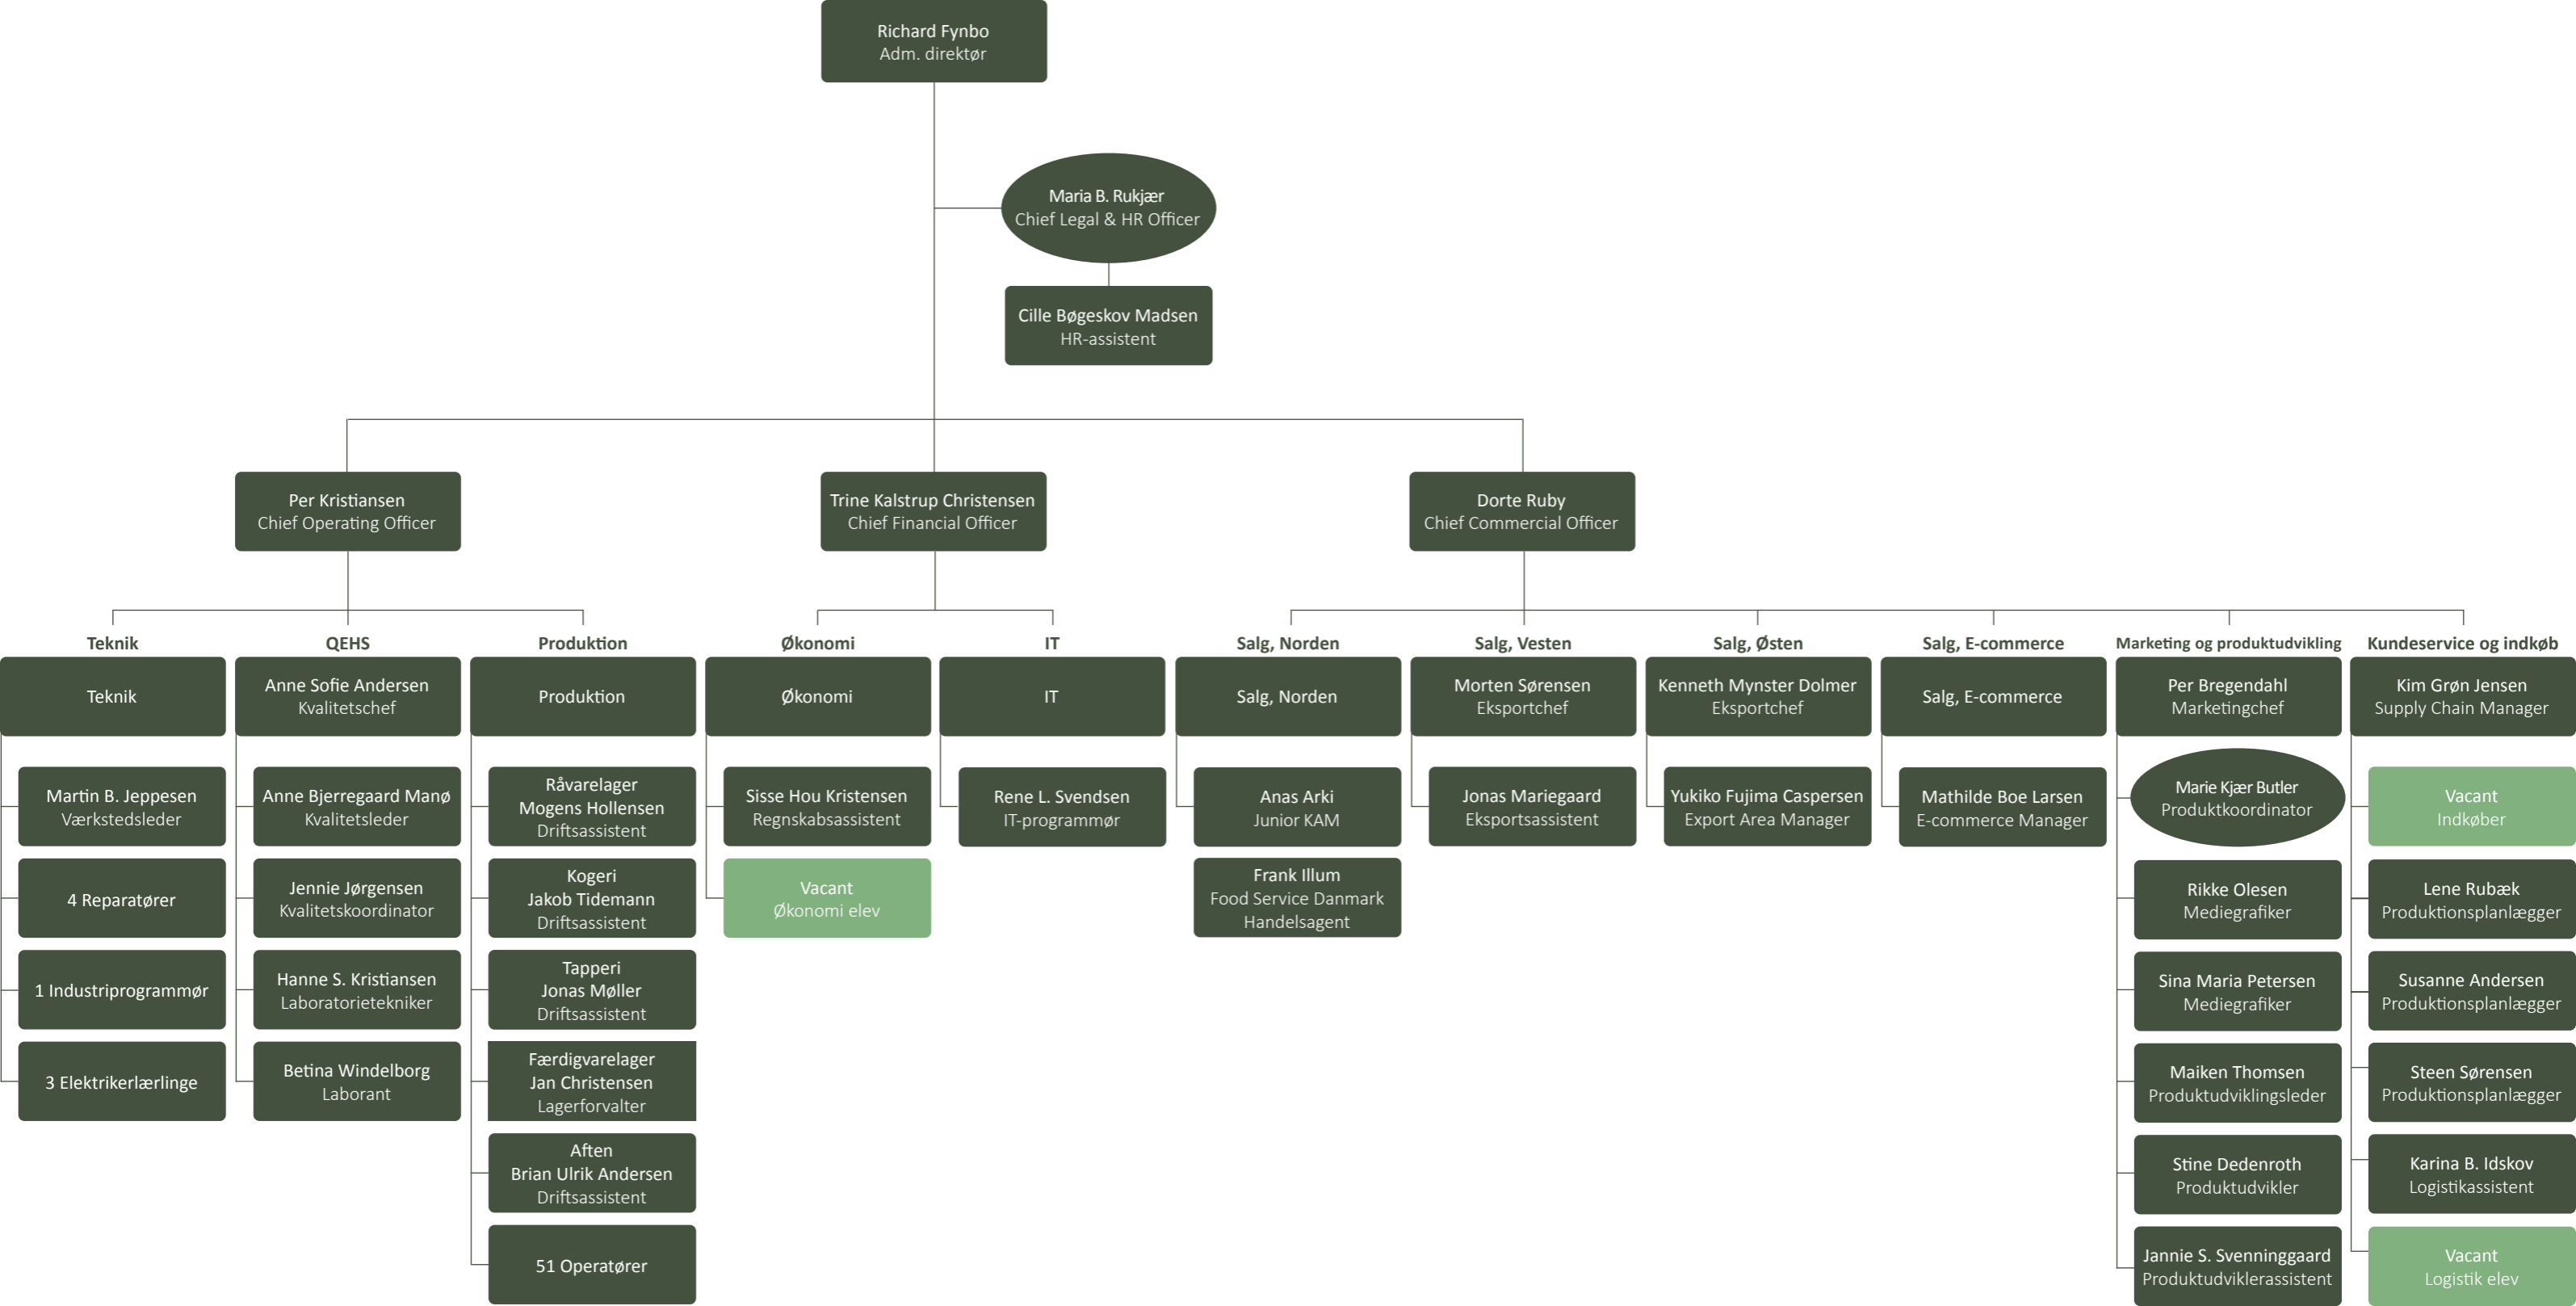 Richard Fynbo
Adm. direktør
Maria B. Rukjær
Chief Legal & HR Officer
Cille Bøgeskov Madsen
HR-assistent
Per Kristiansen
Chief Operating Officer
Trine Kalstrup Christensen
Chief Financial Officer
Dorte Ruby
Chief Commercial Officer
Teknik
Teknik
Martin B. Jeppesen
Værkstedsleder
4 Reparatører
1 Industriprogrammør
3 Elektrikerlærlinge
QEHS
Anne Sofie Andersen
Kvalitetschef
Anne Bjerregaard Manø
Kvalitetsleder
Jennie Jørgensen
Kvalitetskoordinator
Hanne S. Kristiansen
Laboratorietekniker
Betina Windelborg
Laborant
Produktion
Produktion
Råvarelager
Mogens Hollensen
Driftsassistent
Kogeri
Jakob Tidemann
Driftsassistent
Tapperi
Jonas Møller
Driftsassistent
Færdigvarelager
Jan Christensen
Lagerforvalter
Aften
Brian Ulrik Andersen
Driftsassistent
51 Operatører
Økonomi
Økonomi
Sisse Hou Kristensen
Regnskabsassistent
Vacant
Økonomi elev
IT
IT
Rene L. Svendsen
IT-programmør
Salg, Norden
Salg, Norden
Anas Arki
Junior KAM
Frank Illum
Food Service Danmark
Handelsagent
Salg, Vesten
Morten Sørensen
Eksportchef
Jonas Mariegaard
Eksportsassistent
Salg, Østen
Kenneth Mynster Dolmer
Eksportchef
Yukiko Fujima Caspersen
Export Area Manager
Salg, E-commerce
Salg, E-commerce
Mathilde Boe Larsen
E-commerce Manager
Marketing og produktudvikling
Per Bregendahl
Marketingchef
Marie Kjær Butler
Produktkoordinator
Rikke Olesen
Mediegrafiker
Sina Maria Petersen
Mediegrafiker
Maiken Thomsen
Produktudviklingsleder
Stine Dedenroth
Produktudvikler
Jannie S. Svenninggaard
Produktudviklerassistent
Kundeservice og indkøb
Kim Grøn Jensen
Supply Chain Manager
Vacant
Indkøber
Lene Rubæk
Produktionsplanlægger
Susanne Andersen
Produktionsplanlægger
Steen Sørensen
Produktionsplanlægger
Karina B. Idskov
Logistikassistent
Vacant
Logistik elev